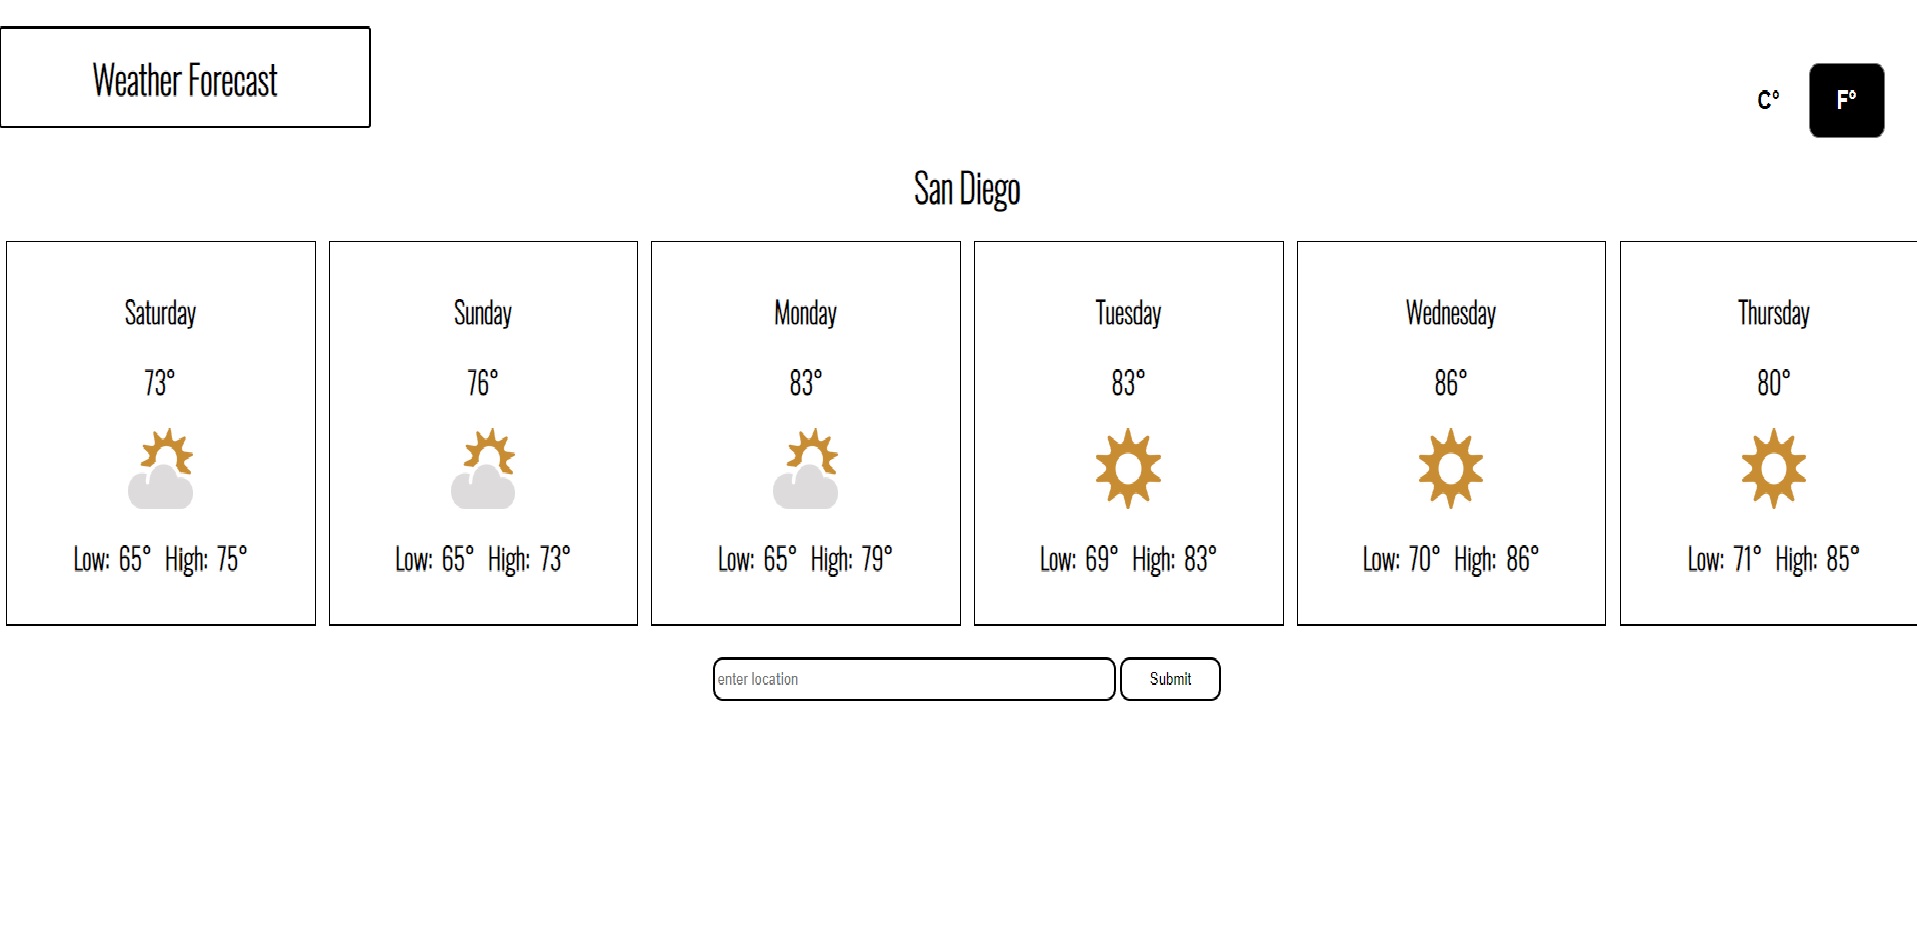 Weather Forecast
C° F°
San Diego
Saturday Sunday Monday Tuesday Wednesday Thursday
73° 76° 83° 83° 86° 80°
Low: 65° High: 75° Low: 65° High: 73° Low: 65° High: 79° Low: 69° High: 83° Low: 70° High: 86° Low: 71° High: 85°
enter location Submit